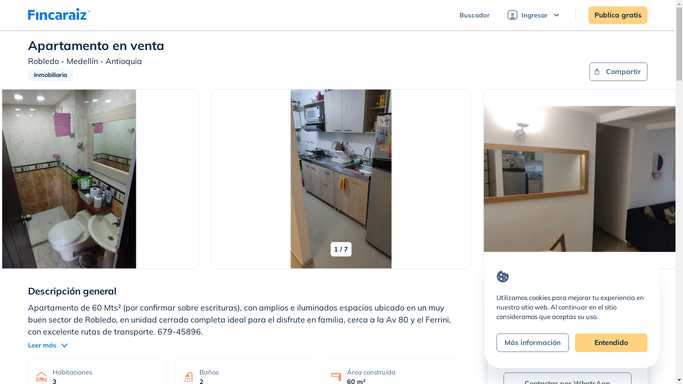 Fincaraiz
Buscador
Ingresar
Publica gratis
Apartamento en venta
Robledo - Medellín - Antioquia
Inmobiliaria
Compartir
1 / 7
Descripción general
Apartamento de 60 Mts² (por confirmar sobre escrituras), con amplios e iluminados espacios ubicado en un muy
buen sector de Robledo, en unidad cerrada completa ideal para el disfrute en familia, cerca a la Av 80 y el Ferrini,
con excelente rutas de transporte. 679-45896.
Leer más
Habitaciones
3
Baños
2
Área construida
60 m²
Utilizamos cookies para mejorar tu experiencia en
nuestro sitio web. Al continuar en el sitio
consideramos que aceptas su uso.
Más información
Entendido
Contactar por WhatsApp